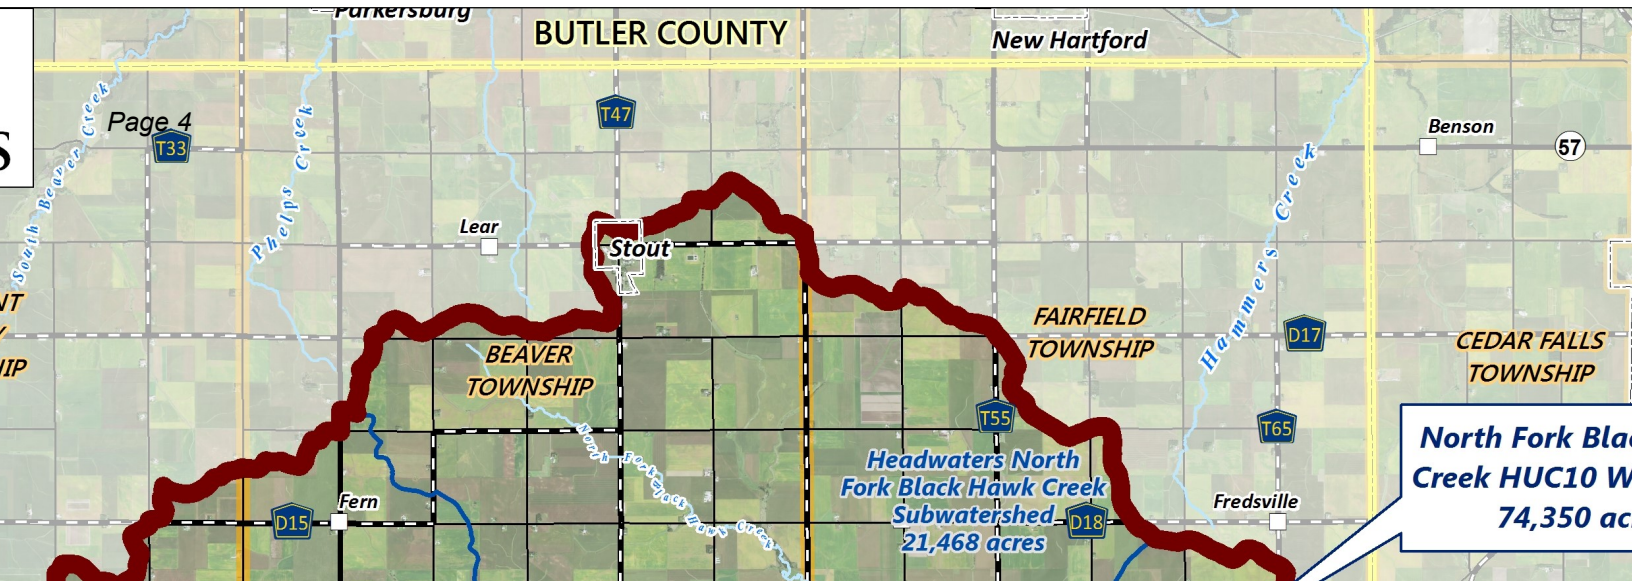 Parkersburg
BUTLER COUNTY
New Hartford
South Beaver Creek
Page 4
T33
Phelps Creek
T47
Hammers Creek
Benson
57
Lear
Stout
BEAVER
TOWNSHIP
FAIRFIELD
TOWNSHIP
D17
CEDAR FALLS
TOWNSHIP
T55
T65
North Fork Black Hawk Creek
Headwaters North
Fork Black Hawk Creek
Subwatershed
21,468 acres
D18
Fredsville
North Fork
Creek HUC10
74,350
Fern
D15